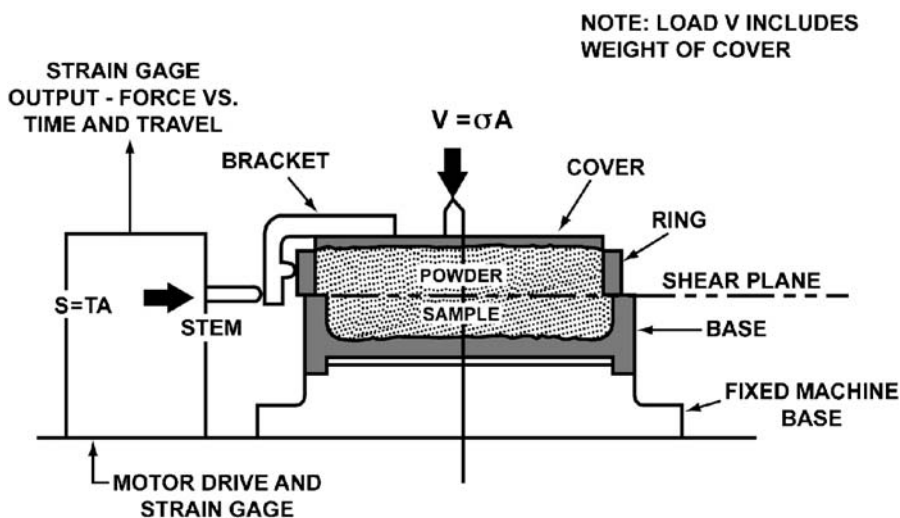 NOTE: LOAD V INCLUDES
WEIGHT OF COVER
STRAIN GAGE
OUTPUT - FORCE VS.
TIME AND TRAVEL
V = σA
BRACKET
COVER
RING
POWDER
SHEAR PLANE
S=TA
SAMPLE
STEM
BASE
FIXED MACHINE
BASE
MOTOR DRIVE AND
STRAIN GAGE